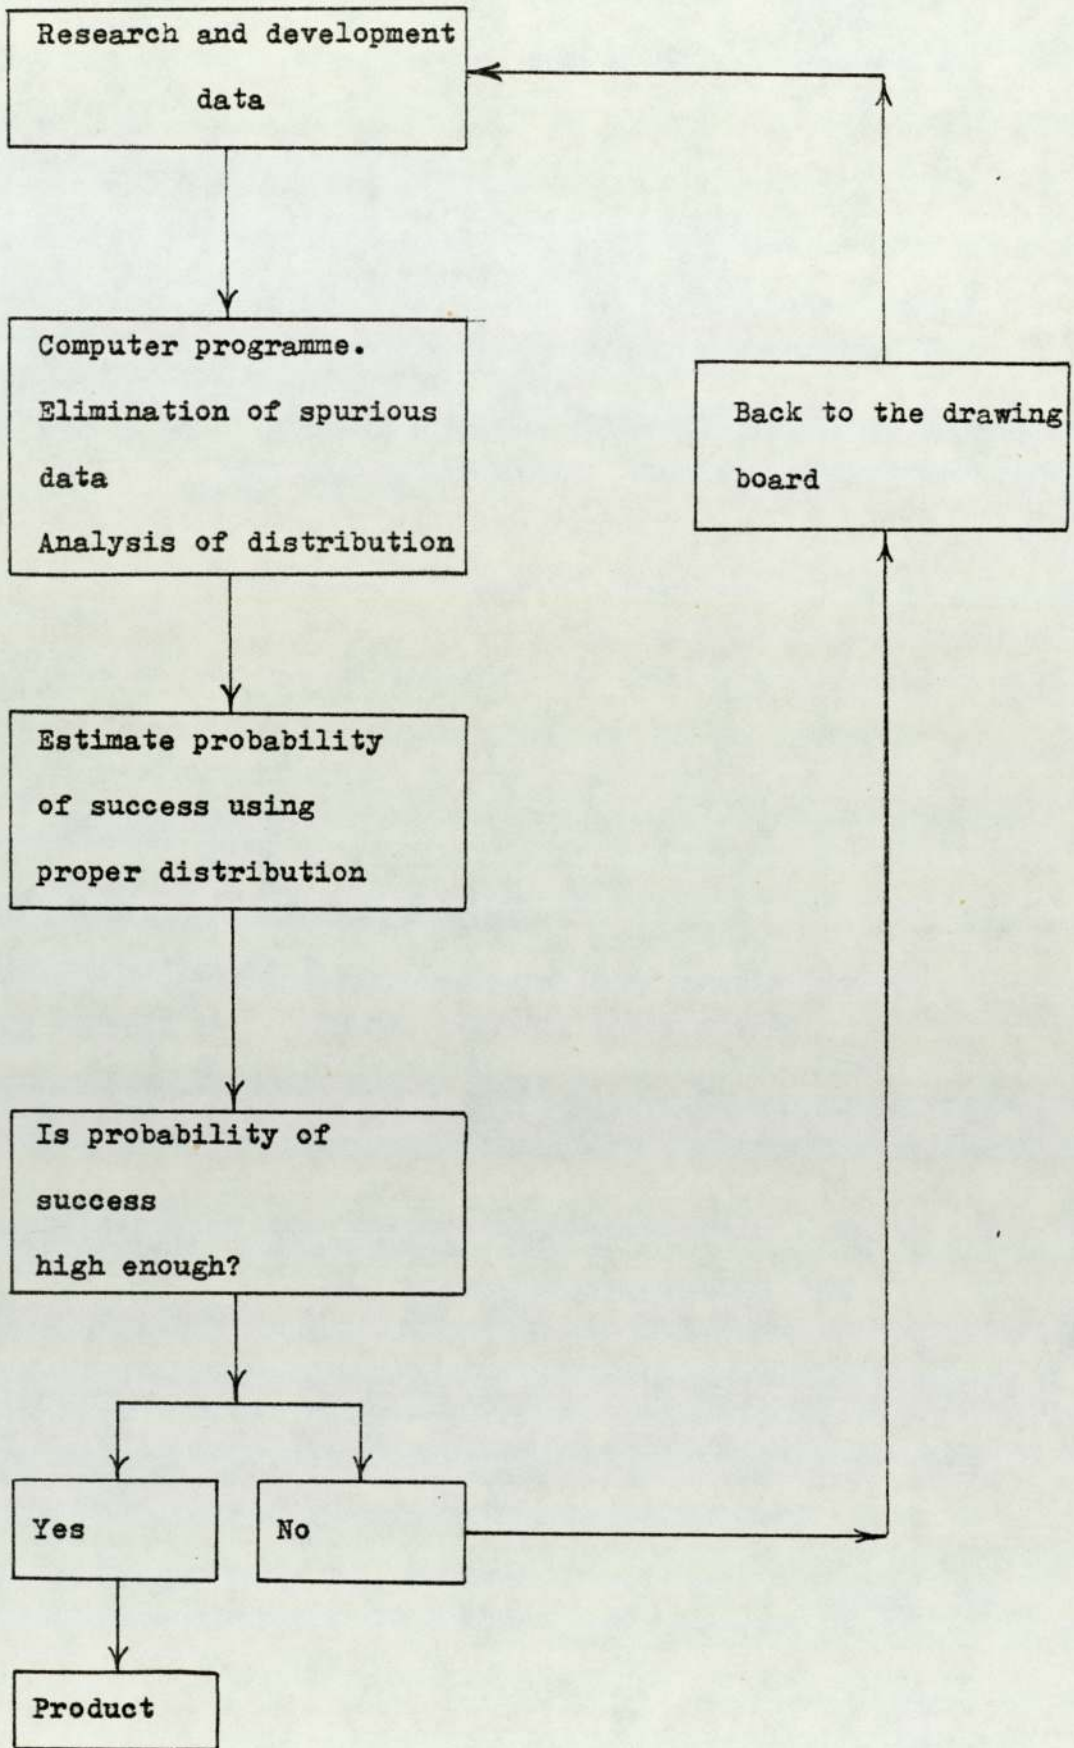 Research and development
data
Computer programme.
Elimination of spurious
data
Analysis of distribution
Back to the drawing
board
Estimate probability
of success using
proper distribution
Is probability of
success
high enough?
Yes
No
Product